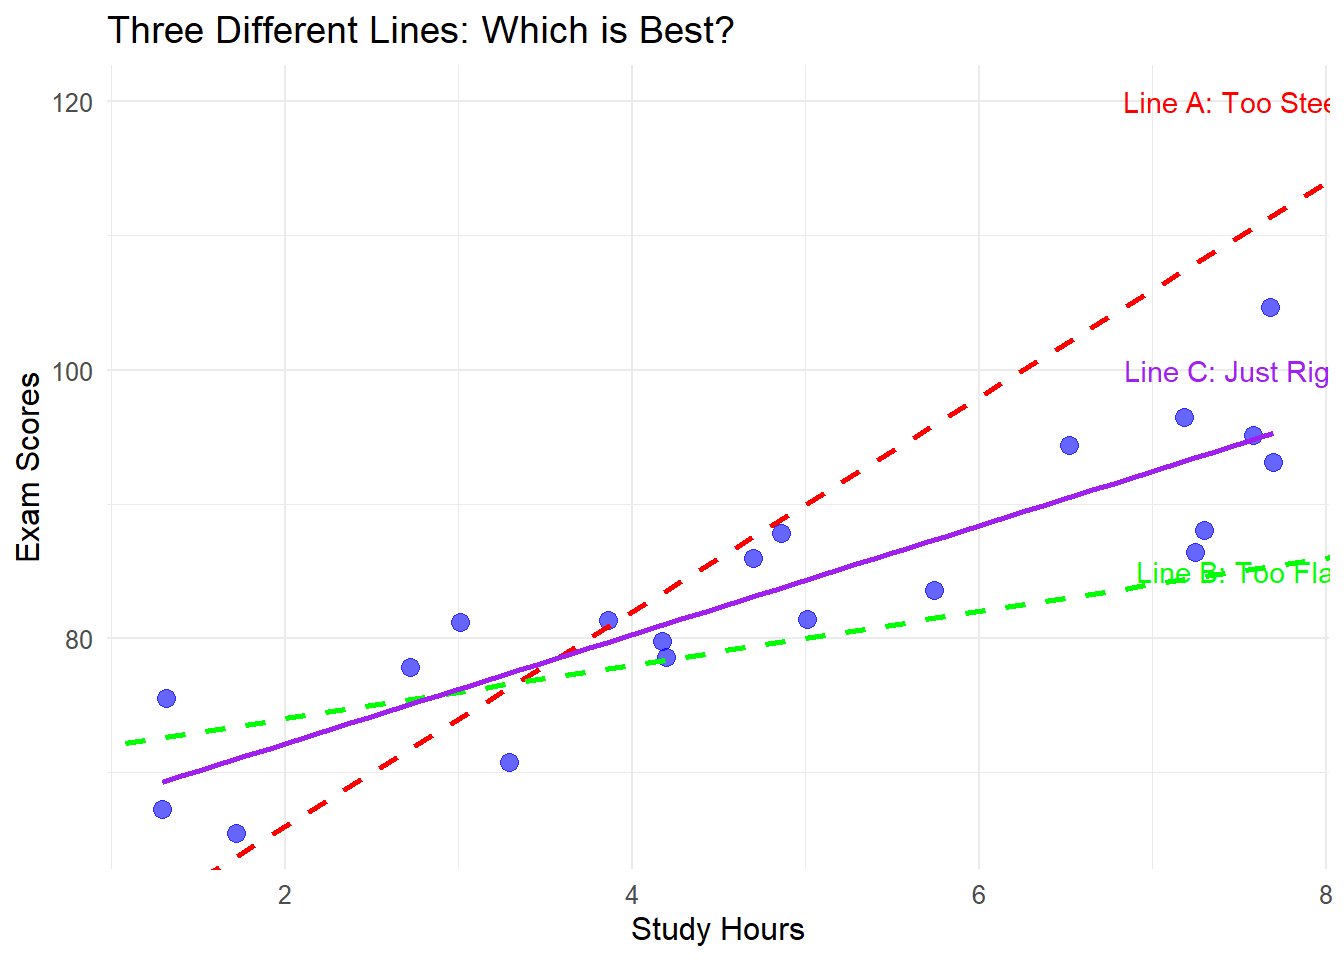 Three Different Lines: Which is Best?
120
Line A: Too Stee
100
Line C: Just Rig
Exam Scores
Line B: Too Fla
80
2 4 6 8
Study Hours